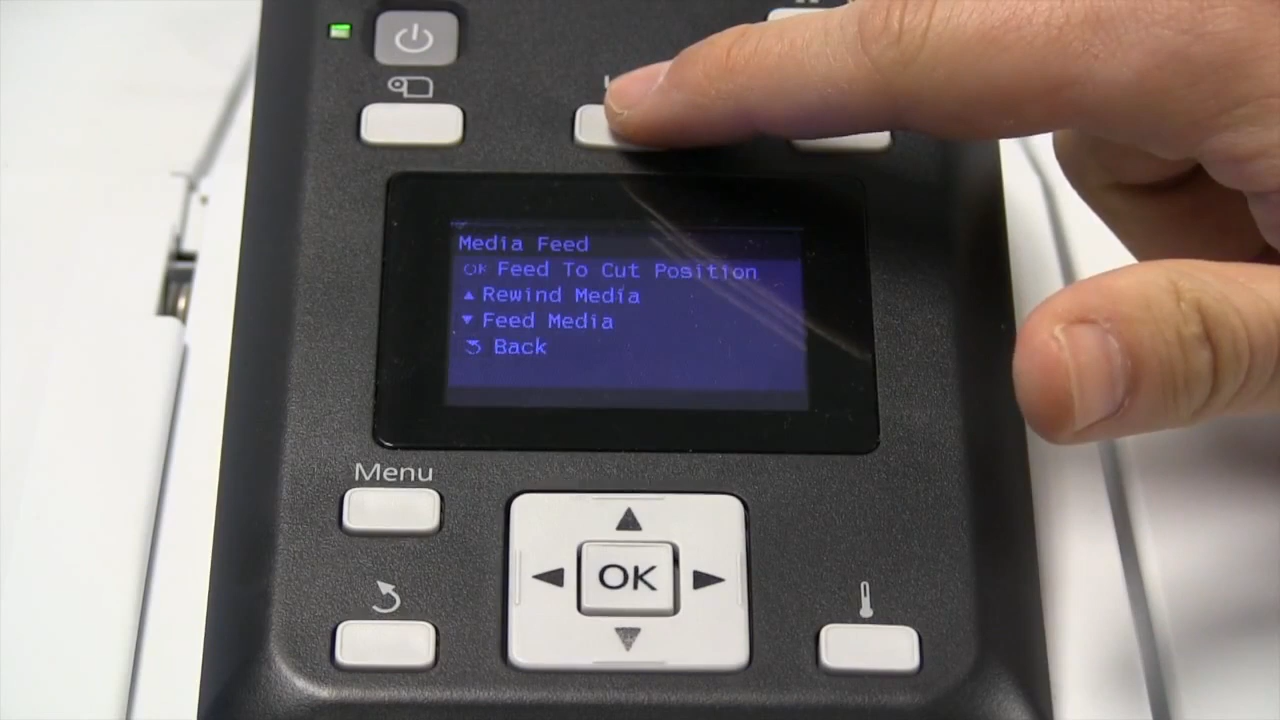 Media Feed
OK Feed To Cut Position
▲ Rewind Media
▼ Feed Media
Back
Menu
OK